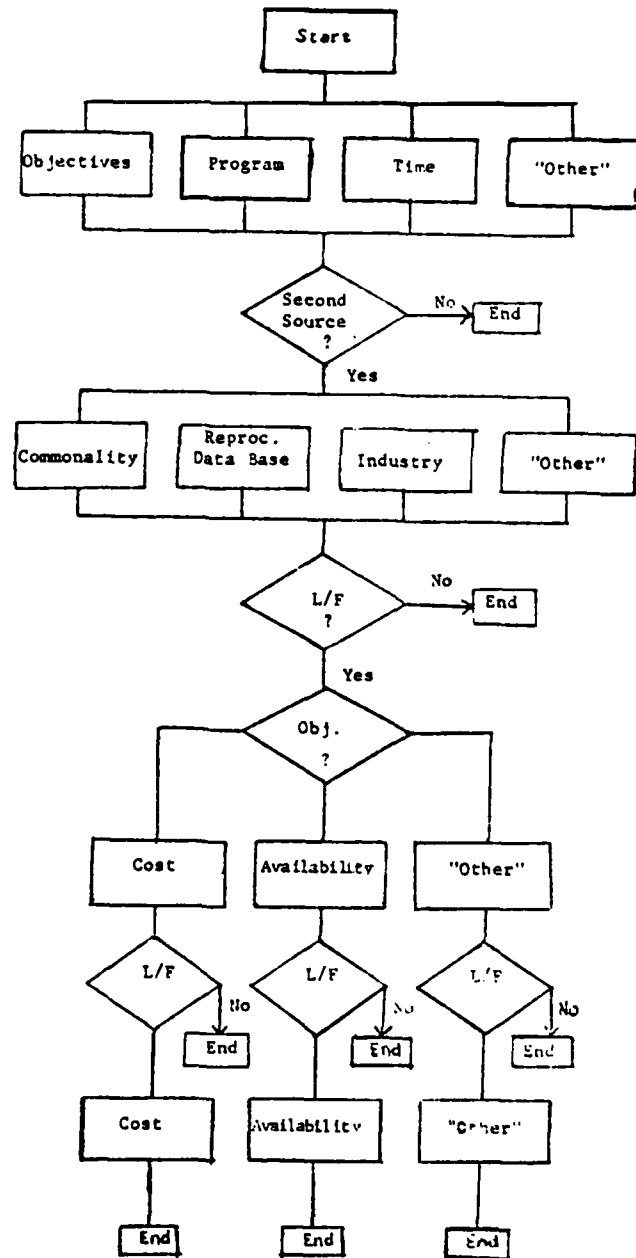 Start
Objectives
Program
Time
"Other"
Second
Source
?
No
End
Yes
Commonality
Reproc.
Data Base
Industry
"Other"
L/F
?
No
End
Yes
Obj.
?
Cost
Availability
"Other"
L/F
L/F
L/F
No
No
No
End
End
End
Cost
Availability
"Other"
End
End
End